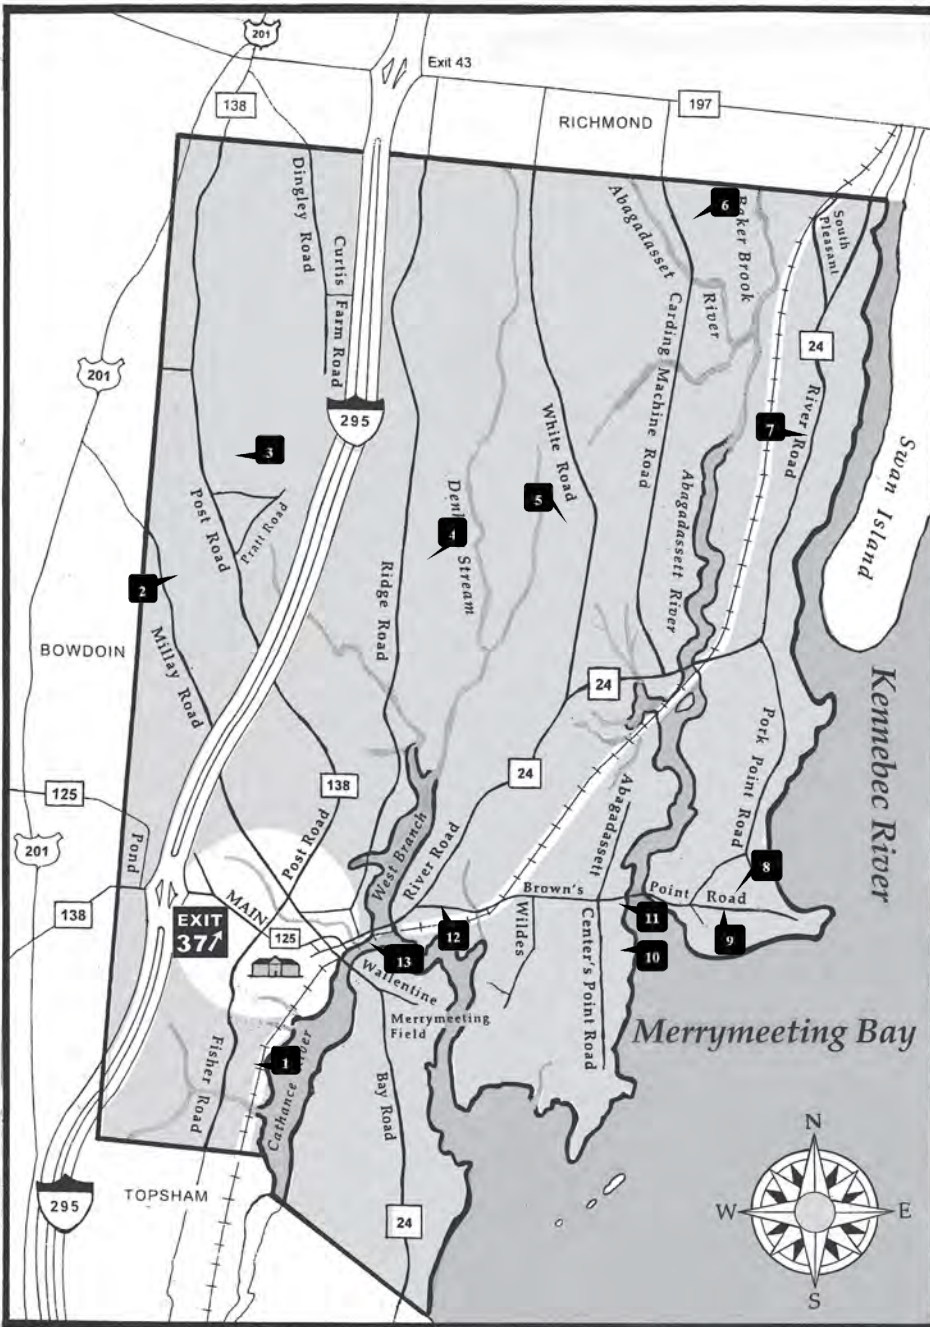 201
Exit 43
138
197
RICHMOND
Dingley Road
Curtis Farm Road
Abagadasset River
6
Baker Brook
South Pleasant
Carding Machine Road
24
201
295
River Road
7
Swan Island
3
White Road
5
Post Road
Pratt Road
4
Stream
Abagadassett River
2
Ridge Road
Millay Road
BOWDOIN
24
Kennebec River
Pork Point Road
24
138
125
Post Road
Abagadassett
201
Pond
West Branch
River Road
8
MAIN
Brown's Point Road
138
EXIT
37
125
Wildes
11
12
9
13
10
Wallentine
Center's Point Road
Merrymeeting
Field
Merrymeeting Bay
Fisher Road
1
Cathance River
Bay Road
N
W
E
S
TOPSHAM
295
24